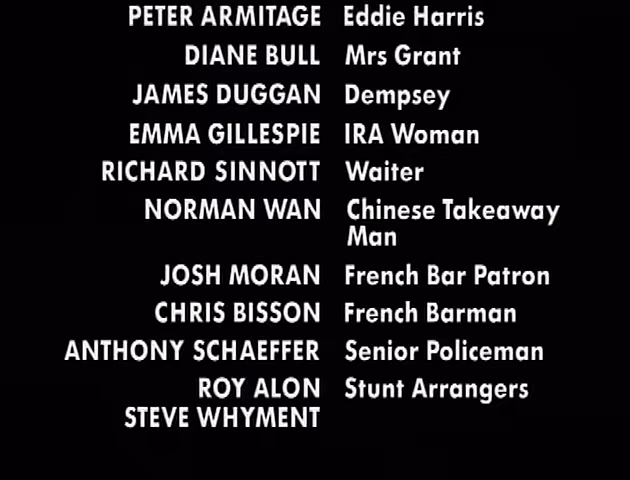 PETER ARMITAGE Eddie Harris
DIANE BULL Mrs Grant
JAMES DUGGAN Dempsey
EMMA GILLESPIE IRA Woman
RICHARD SINNOTT Waiter
NORMAN WAN Chinese Takeaway
Man
JOSH MORAN French Bar Patron
CHRIS BISSON French Barman
ANTHONY SCHAEFFER Senior Policeman
ROY ALON Stunt Arrangers
STEVE WHYMENT